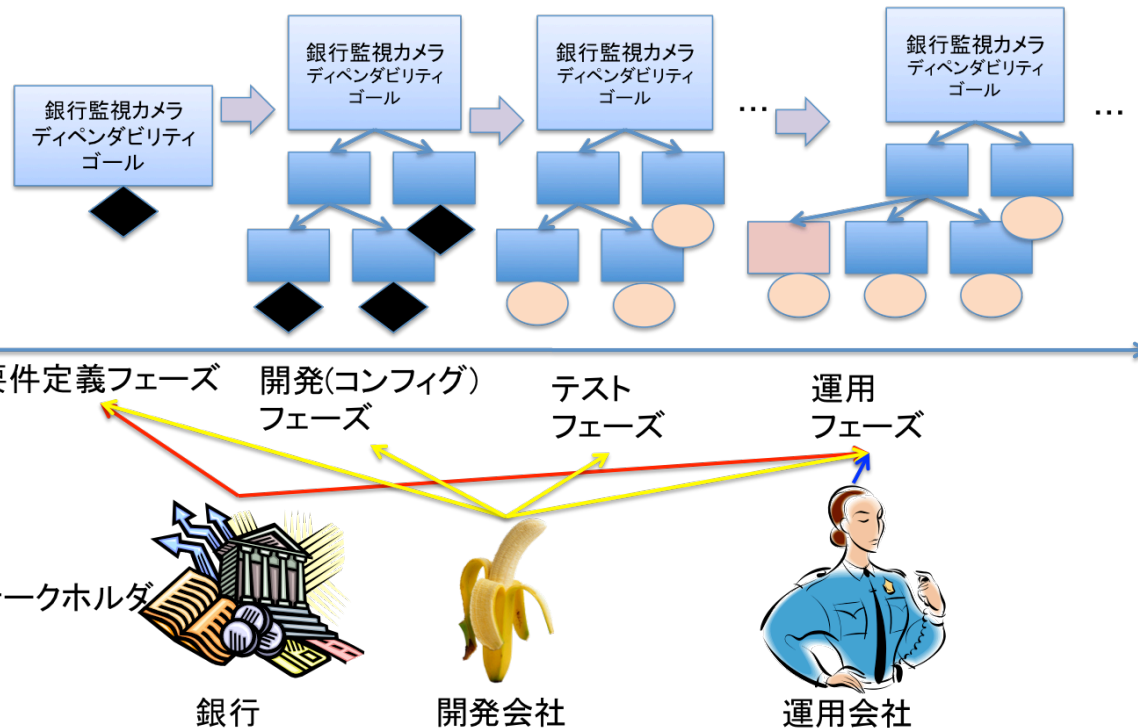 銀行監視カメラ
ディペンダビリティ
ゴール
銀行監視カメラ
ディペンダビリティ
ゴール
銀行監視カメラ
ディペンダビリティ
ゴール
…
銀行監視カメラ
ディペンダビリティ
ゴール
…
要件定義フェーズ
開発(コンフィグ)
フェーズ
テスト
フェーズ
運用
フェーズ
ークホルダ
銀行
開発会社
運用会社